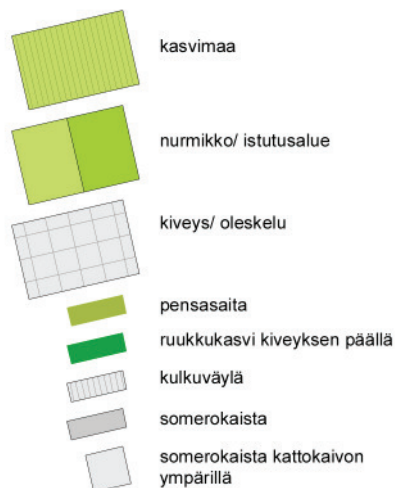 kasvimaa
nurmikko/ istutusalue
kiveys/ oleskelu
pensasaita
ruukkukasvi kiveyksen päällä
kulkuväylä
somerokaista
somerokaista kattokaivon
ympärillä